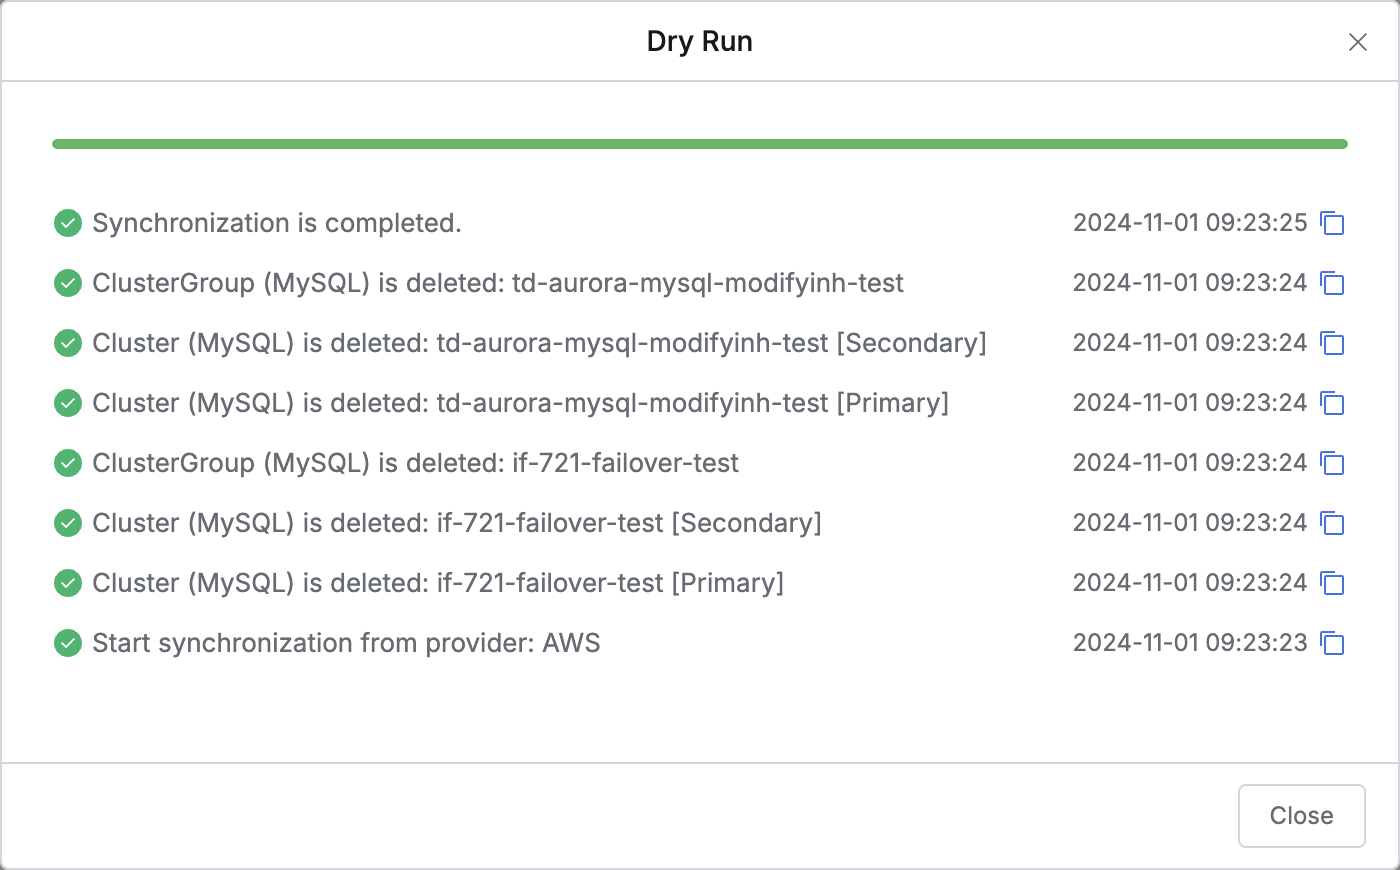 Dry Run
Synchronization is completed. 2024-11-01 09:23:25
ClusterGroup (MySQL) is deleted: td-aurora-mysql-modifyinh-test 2024-11-01 09:23:24
Cluster (MySQL) is deleted: td-aurora-mysql-modifyinh-test [Secondary] 2024-11-01 09:23:24
Cluster (MySQL) is deleted: td-aurora-mysql-modifyinh-test [Primary] 2024-11-01 09:23:24
ClusterGroup (MySQL) is deleted: if-721-failover-test 2024-11-01 09:23:24
Cluster (MySQL) is deleted: if-721-failover-test [Secondary] 2024-11-01 09:23:24
Cluster (MySQL) is deleted: if-721-failover-test [Primary] 2024-11-01 09:23:24
Start synchronization from provider: AWS 2024-11-01 09:23:23
Close